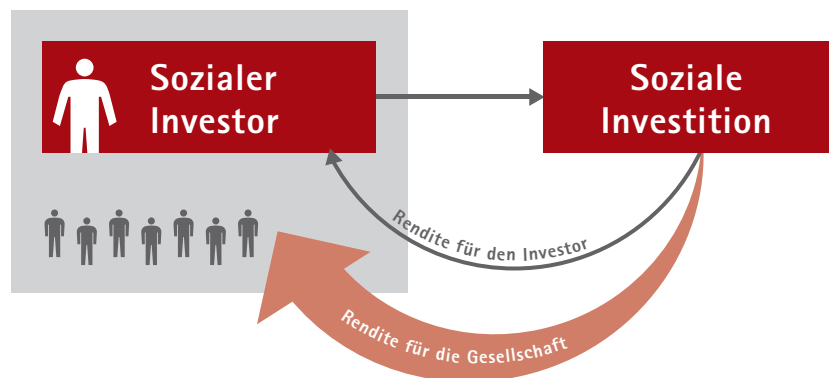 Sozialer
Investor
Soziale
Investition
Rendite für den Investor
Rendite für die Gesellschaft